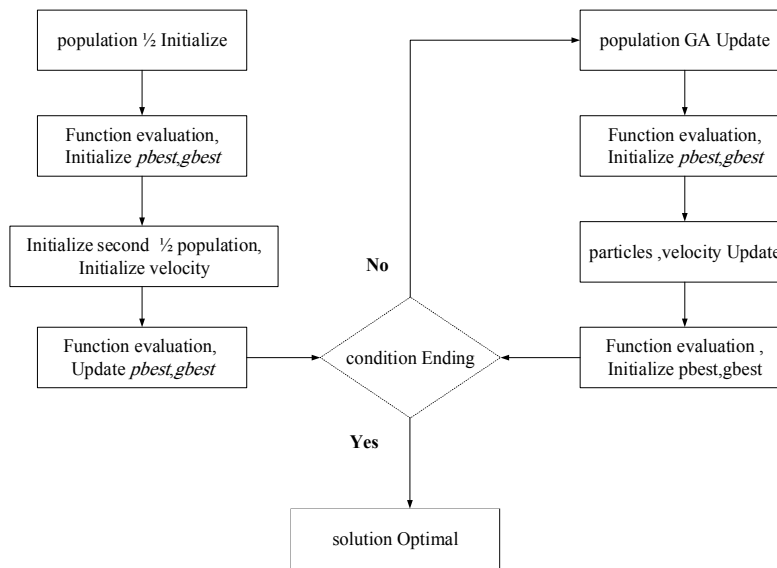 population ½ Initialize
Function evaluation,
Initialize pbest,gbest
Initialize second ½ population,
Initialize velocity
Function evaluation,
Update pbest,gbest
No
condition Ending
Yes
solution Optimal
population GA Update
Function evaluation,
Initialize pbest,gbest
particles ,velocity Update
Function evaluation ,
Initialize pbest,gbest